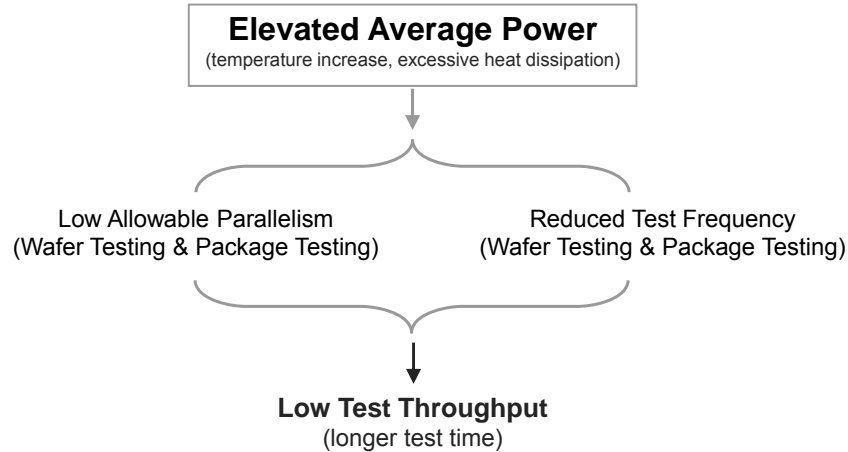 Elevated Average Power
(temperature increase, excessive heat dissipation)
Low Allowable Parallelism
(Wafer Testing & Package Testing)
Reduced Test Frequency
(Wafer Testing & Package Testing)
Low Test Throughput
(longer test time)